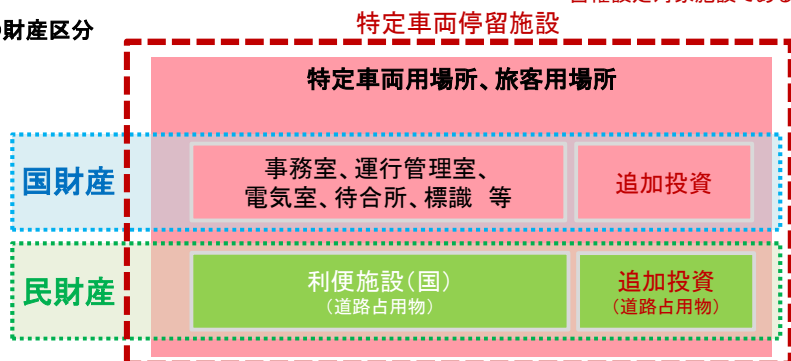 財産区分
特定車両停留施設
特定車両用場所、旅客用場所
国財産
事務室、運行管理室、
電気室、待合所、標識 等
追加投資
民財産
利便施設(国)
(道路占用物)
追加投資
(道路占用物)